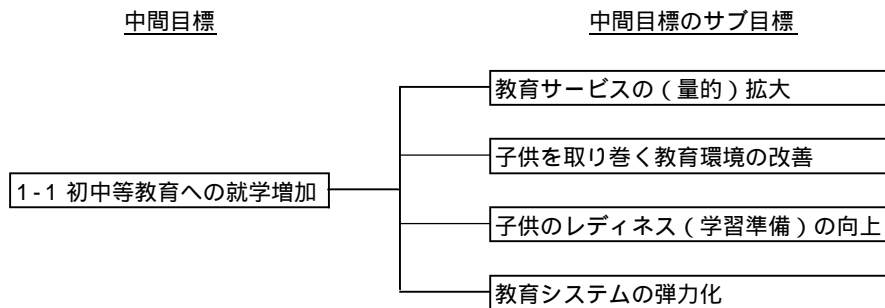 中間目標
中間目標のサブ目標
教育サービスの(量的)拡大
子供を取り巻く教育環境の改善
1-1 初中等教育への就学増加
子供のレディネス(学習準備)の向上
教育システムの弾力化